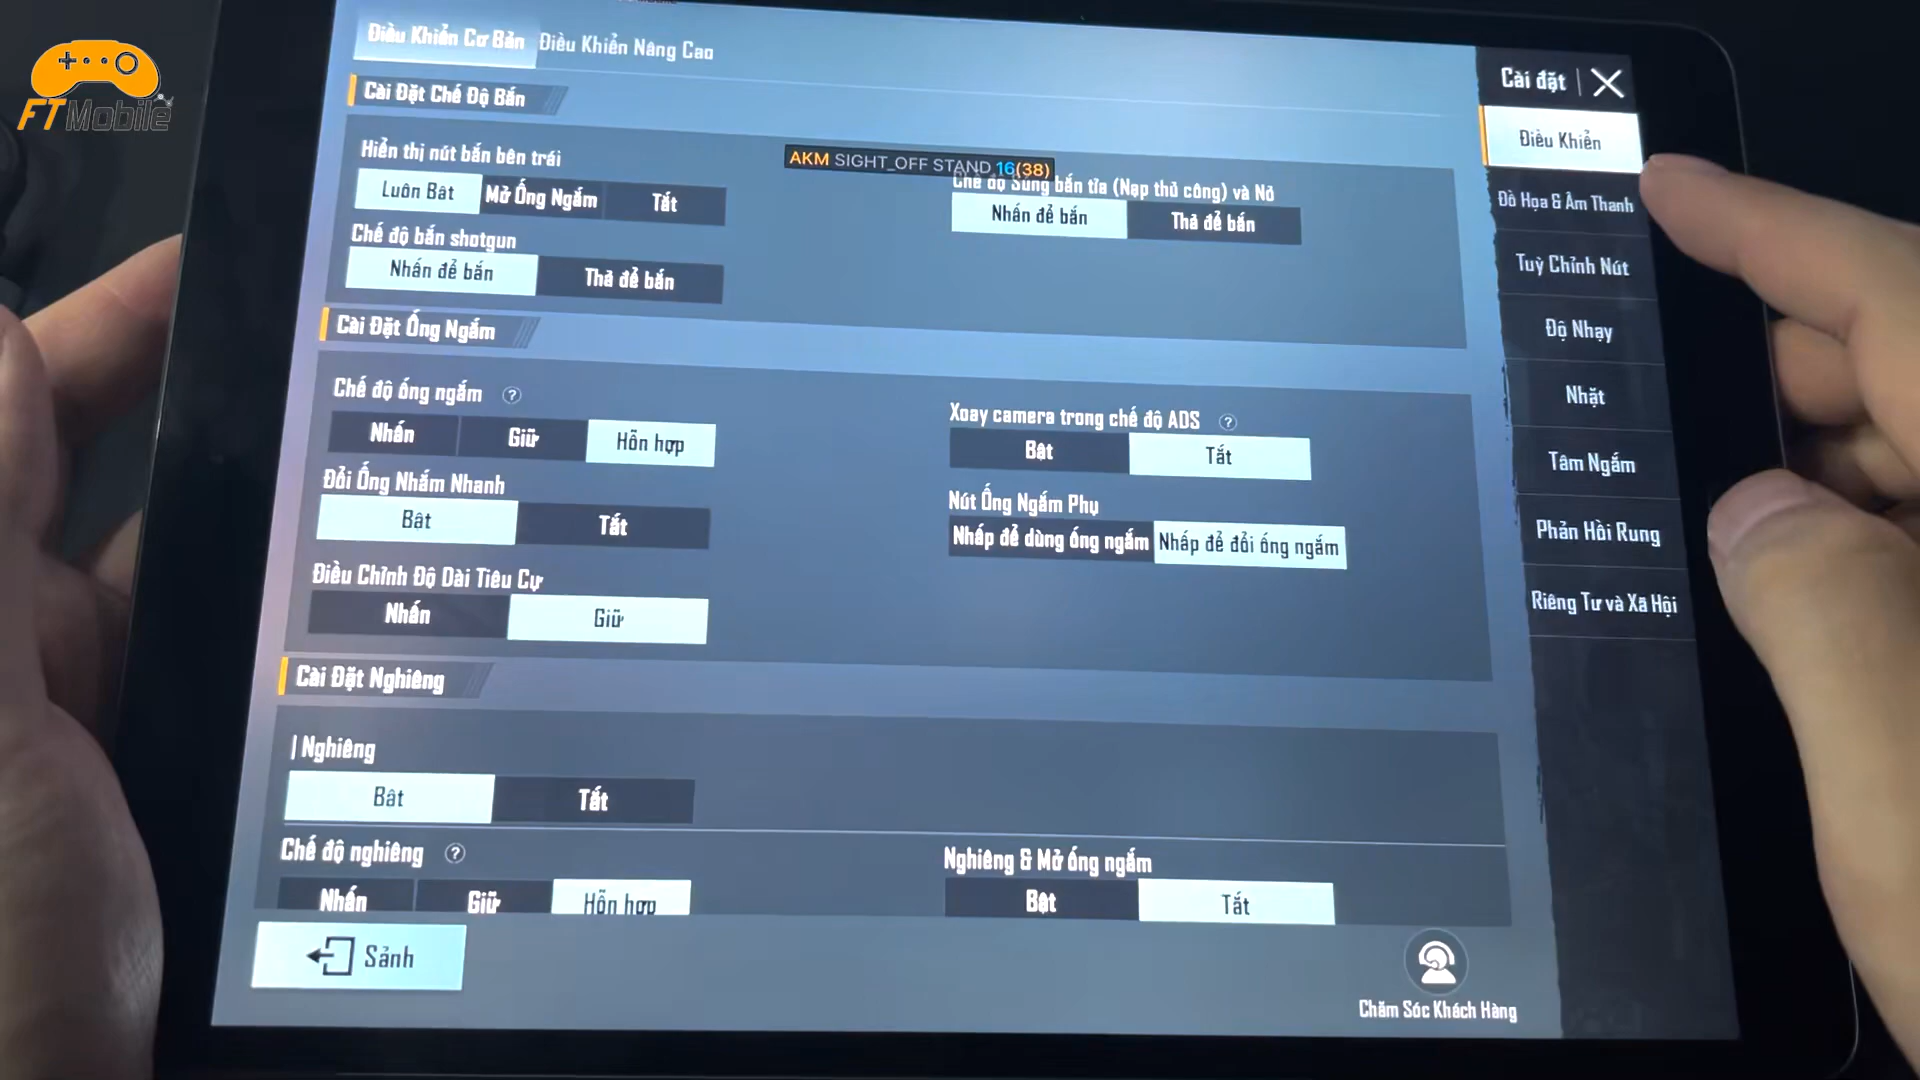 FT Mobile
Điều Khiển Cơ Bản
Điều Khiển Nâng Cao
Cài đặt
Cài Đặt Chế Độ Bắn
Hiển thị nút bắn bên trái
Luôn Bật
Mở Ống Ngắm
Tắt
AKM SIGHT_OFF STAND 16(38)
Chế độ Súng bắn tỉa (Nạp thủ công) và Nỏ
Nhấn để bắn
Thả để bắn
Chế độ bắn shotgun
Nhấn để bắn
Thả để bắn
Cài Đặt Ống Ngắm
Chế độ ống ngắm ?
Nhấn
Giữ
Hỗn hợp
Xoay camera trong chế độ ADS ?
Bật
Tắt
Đổi Ống Nhắm Nhanh
Bật
Tắt
Nút Ống Ngắm Phụ
Nhấp để dùng ống ngắm
Nhấp để đổi ống ngắm
Điều Chỉnh Độ Dài Tiêu Cự
Nhấn
Giữ
Cài Đặt Nghiêng
| Nghiêng
Bật
Tắt
Chế độ nghiêng ?
Nhấn
Giữ
Hỗn hợp
Nghiêng & Mở ống ngắm
Bật
Tắt
Sảnh
Chăm Sóc Khách Hàng
Điều Khiển
Đồ Họa & Âm Thanh
Tuỳ Chỉnh Nút
Độ Nhạy
Nhặt
Tâm Ngắm
Phản Hồi Rung
Riêng Tư và Xã Hội